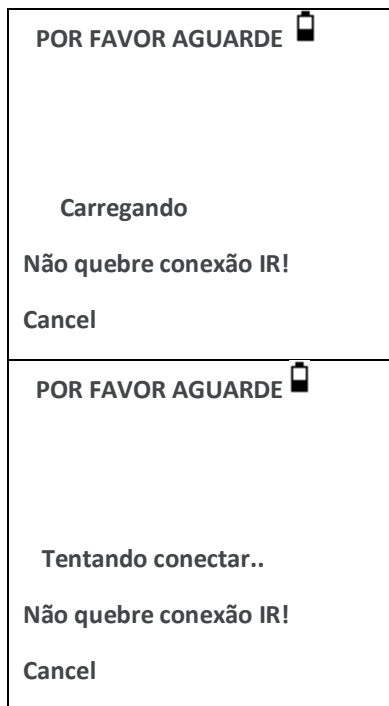 POR FAVOR AGUARDE
Carregando
Não quebre conexão IR!
Cancel
POR FAVOR AGUARDE
Tentando conectar..
Não quebre conexão IR!
Cancel